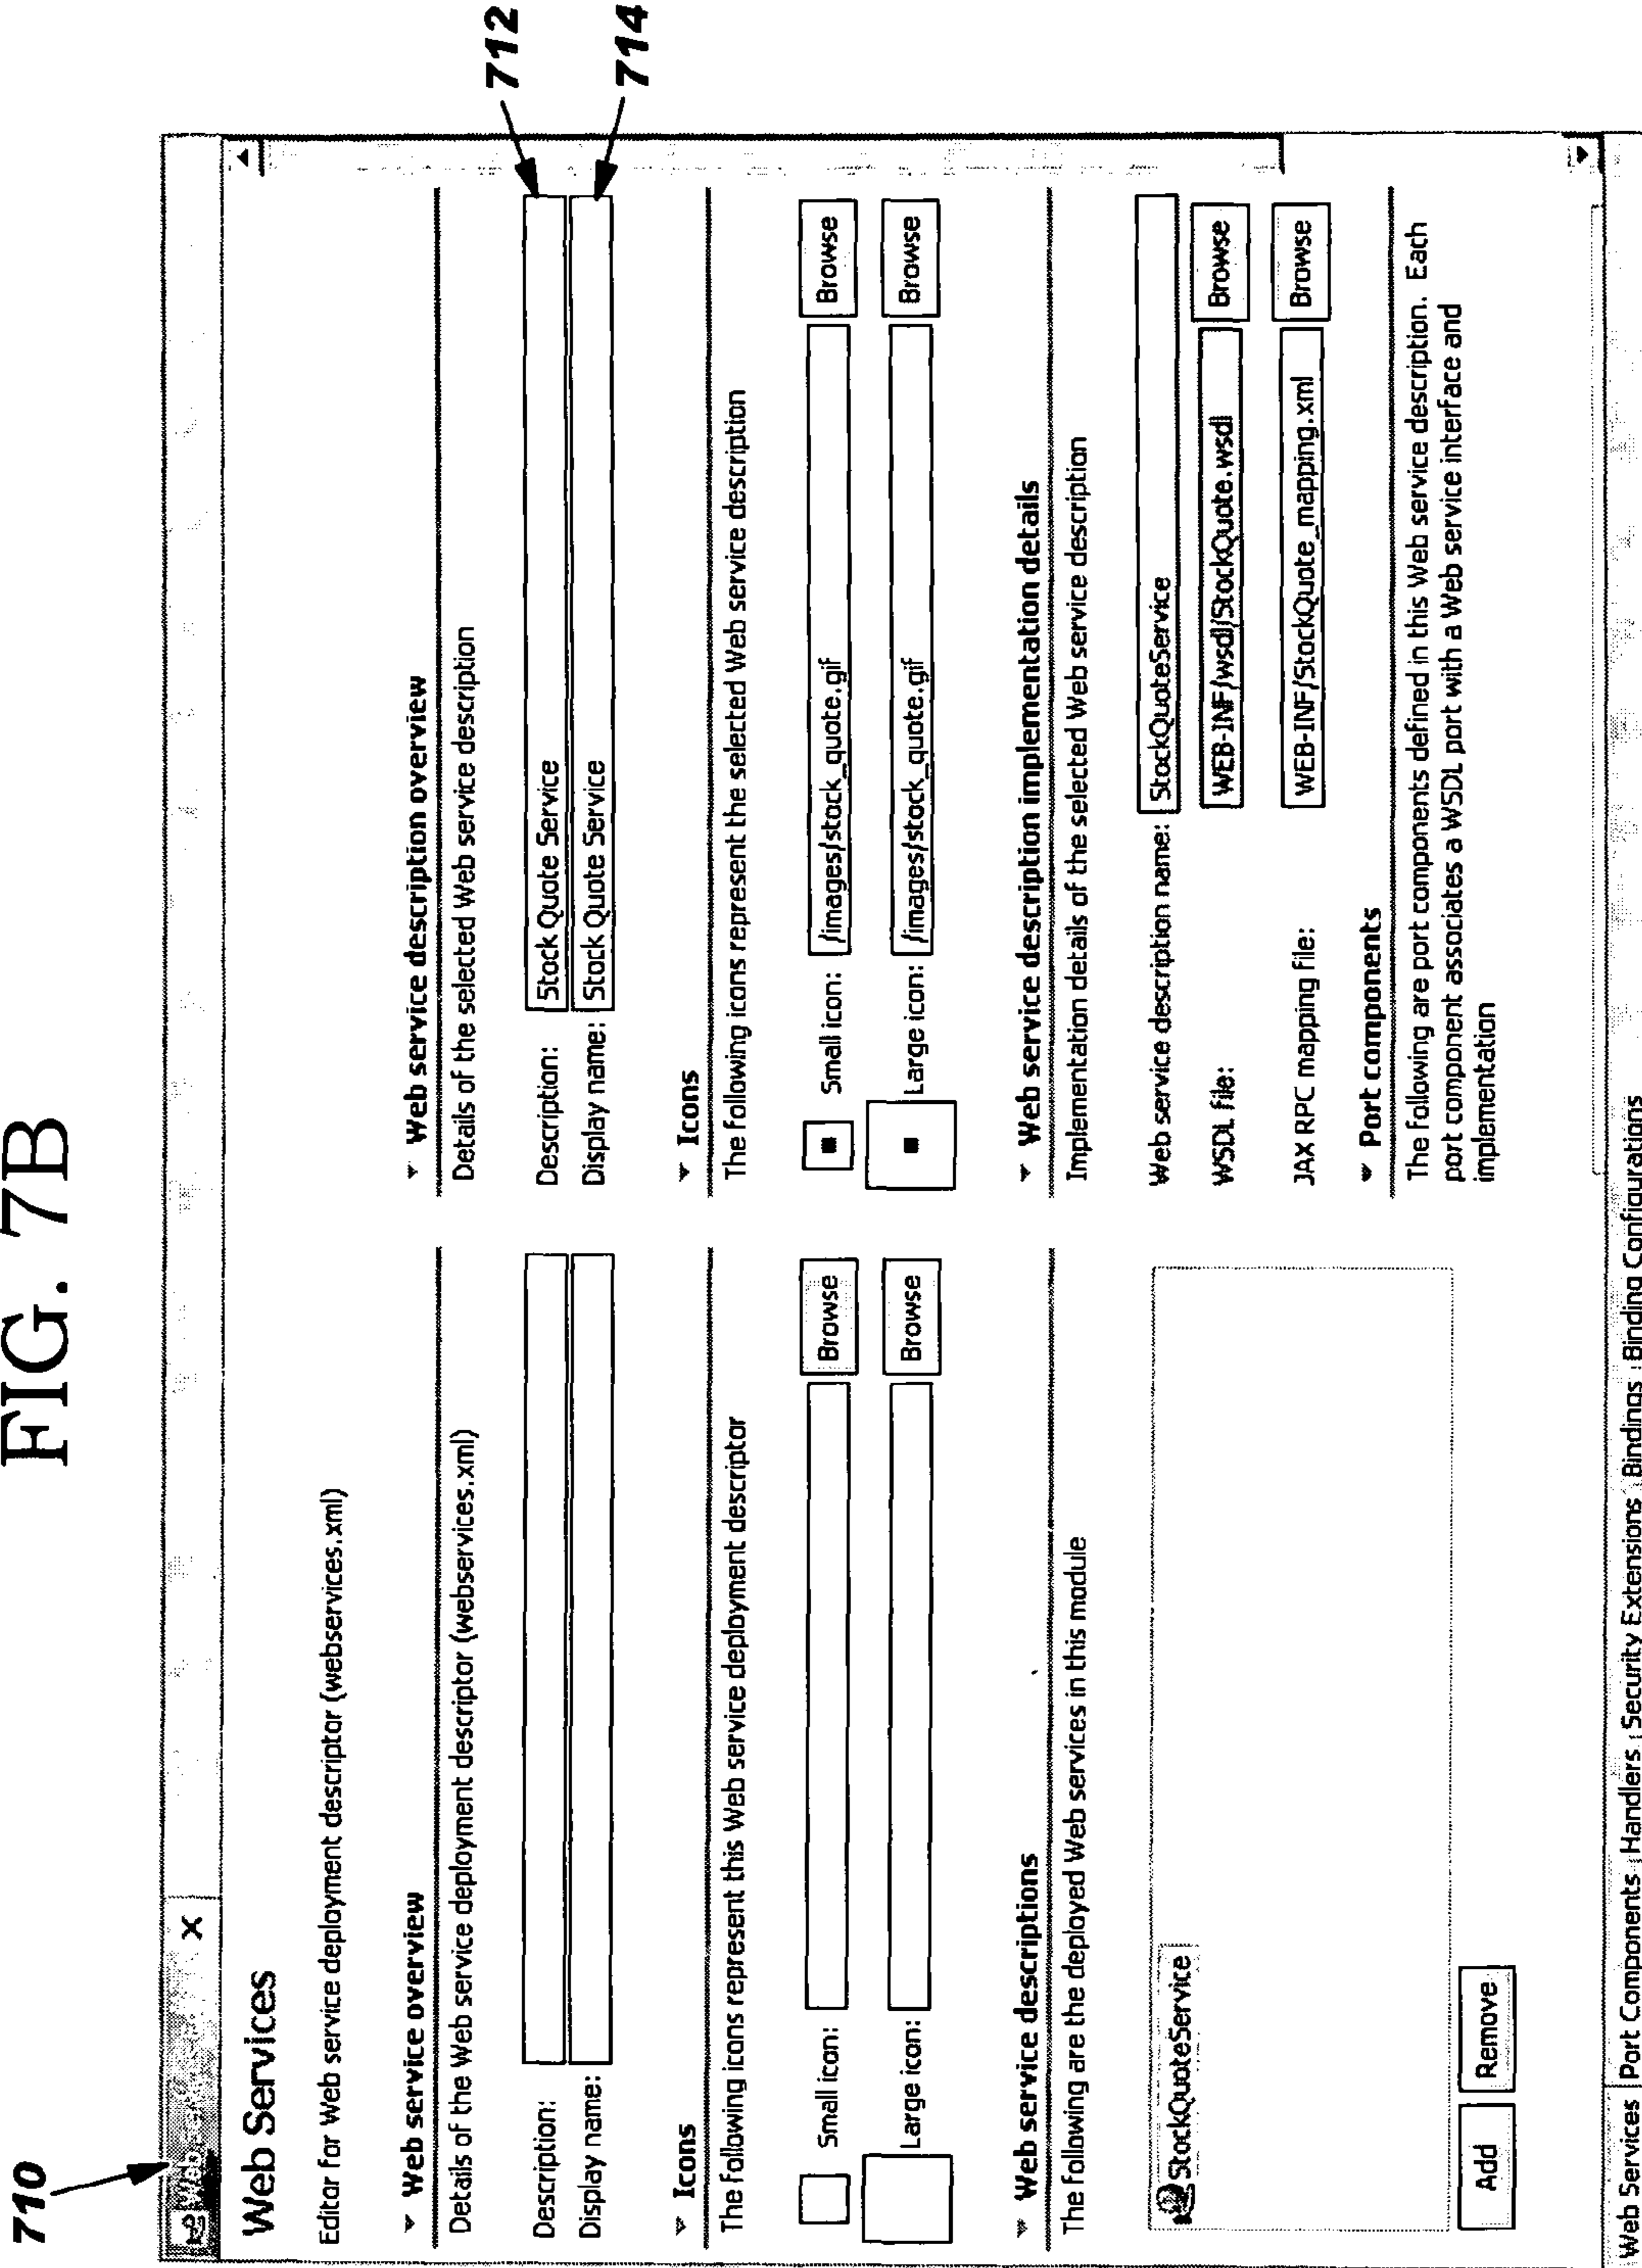 FIG. 7B
710
Web Services
Editor for Web service deployment descriptor (webservices.xml)
Web service overview
Details of the Web service deployment descriptor (webservices.xml)
Description:
Display name:
Icons
The following icons represent this Web service deployment descriptor
Small icon:
Browse
Large icon:
Browse
Web service descriptions
The following are the deployed Web services in this module
StockQuoteService
Add
Remove
Web service description overview
Details of the selected Web service description
Description: Stock Quote Service
712
Display name: Stock Quote Service
714
Icons
The following icons represent the selected Web service description
Small icon: /images/stock_quote.gif Browse
Large icon: /images/stock_quote.gif Browse
Web service description implementation details
Implementation details of the selected Web service description
Web service description name: StockQuoteService
WSDL file: WEB-INF/wsdl/StockQuote.wsdl Browse
JAX RPC mapping file: WEB-INF/StockQuote_mapping.xml Browse
Port components
The following are port components defined in this Web service description. Each
port component associates a WSDL port with a Web service interface and
implementation
Web Services Port Components Handlers Security Extensions Bindings Binding Configurations